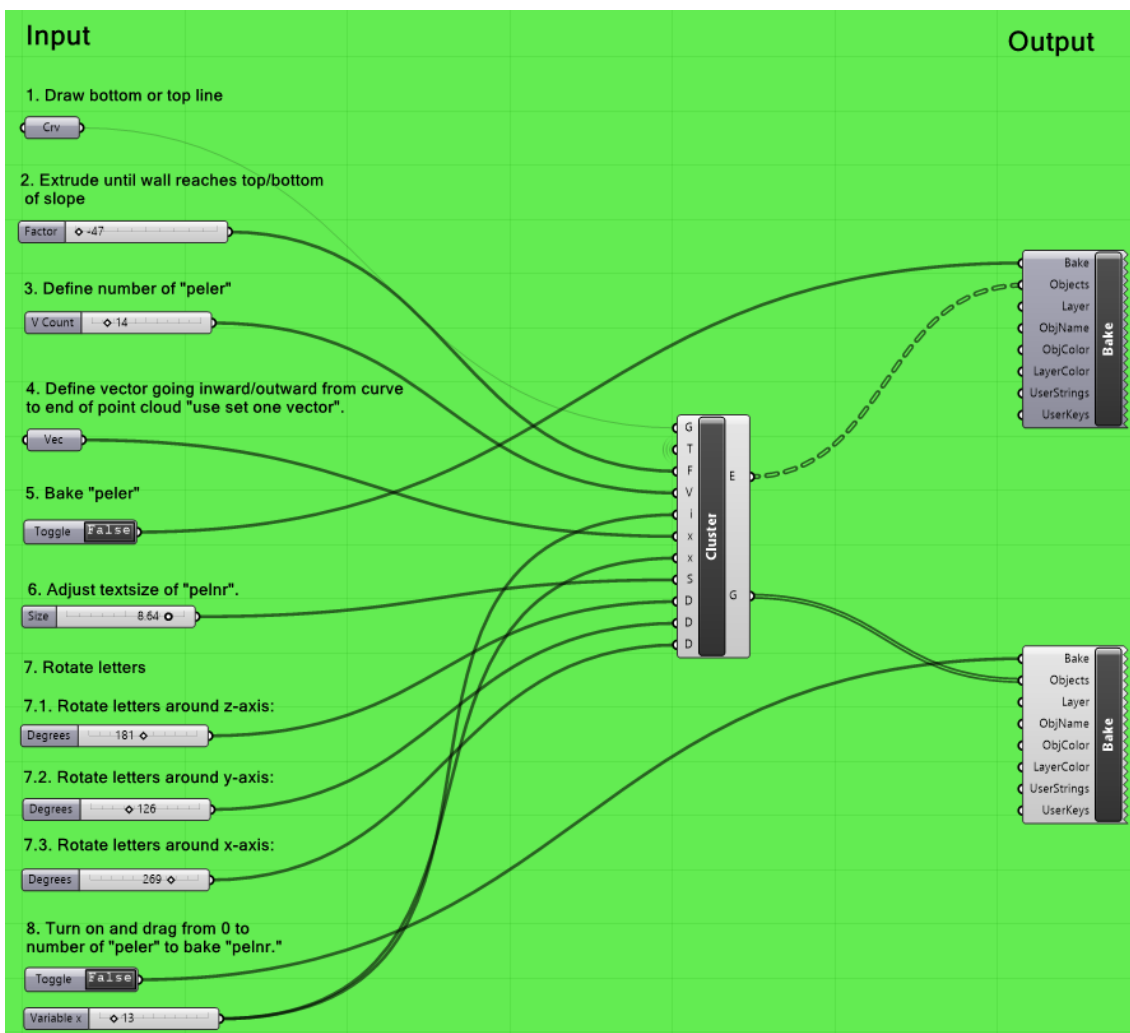 Input
Output
1. Draw bottom or top line
Crv
2. Extrude until wall reaches top/bottom
of slope
Factor -47
3. Define number of "peler"
V Count 14
4. Define vector going inward/outward from curve
to end of point cloud "use set one vector".
Vec
5. Bake "peler"
Toggle False
6. Adjust textsize of "pelnr".
Size 8.64
7. Rotate letters
7.1. Rotate letters around z-axis:
Degrees 181
7.2. Rotate letters around y-axis:
Degrees 126
7.3. Rotate letters around x-axis:
Degrees 269
8. Turn on and drag from 0 to
number of "peler" to bake "pelnr."
Toggle False
Variable x 13
G
T
F
V
i
x
x
S
D
D
D
Cluster
E
G
Bake
Objects
Layer
ObjName
ObjColor
LayerColor
UserStrings
UserKeys
Bake
Bake
Objects
Layer
ObjName
ObjColor
LayerColor
UserStrings
UserKeys
Bake